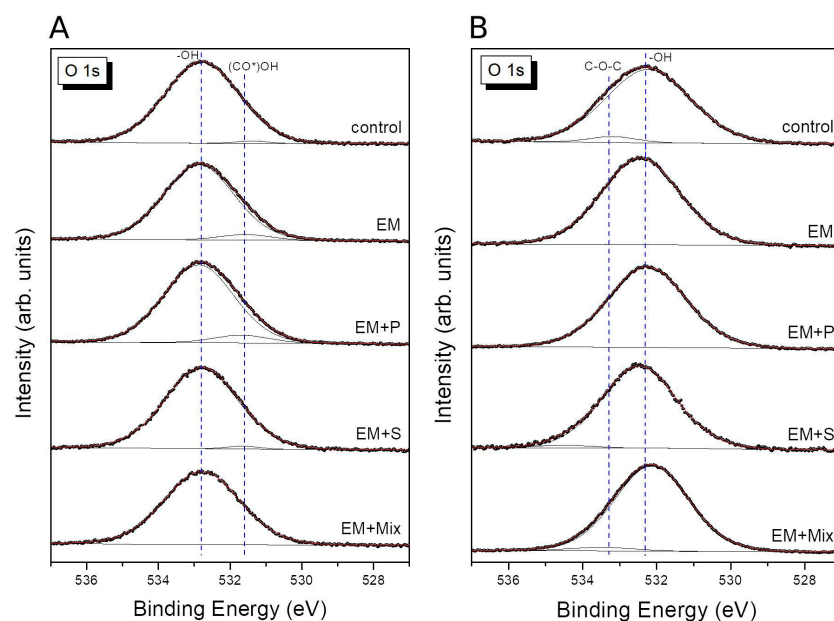 A
O 1s
-OH
(CO*)OH
control
EM
EM+P
EM+S
EM+Mix
Intensity (arb. units)
536 534 532 530 528
Binding Energy (eV)
B
O 1s
C-O-C
-OH
control
EM
EM+P
EM+S
EM+Mix
Intensity (arb. units)
536 534 532 530 528
Binding Energy (eV)